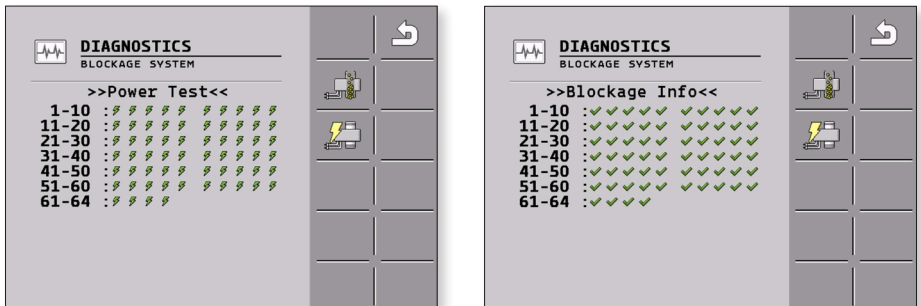 DIAGNOSTICS
BLOCKAGE SYSTEM
>>Power Test<<
1-10 :
11-20 :
21-30 :
31-40 :
41-50 :
51-60 :
61-64 :
DIAGNOSTICS
BLOCKAGE SYSTEM
>>Blockage Info<<
1-10 :
11-20 :
21-30 :
31-40 :
41-50 :
51-60 :
61-64 :